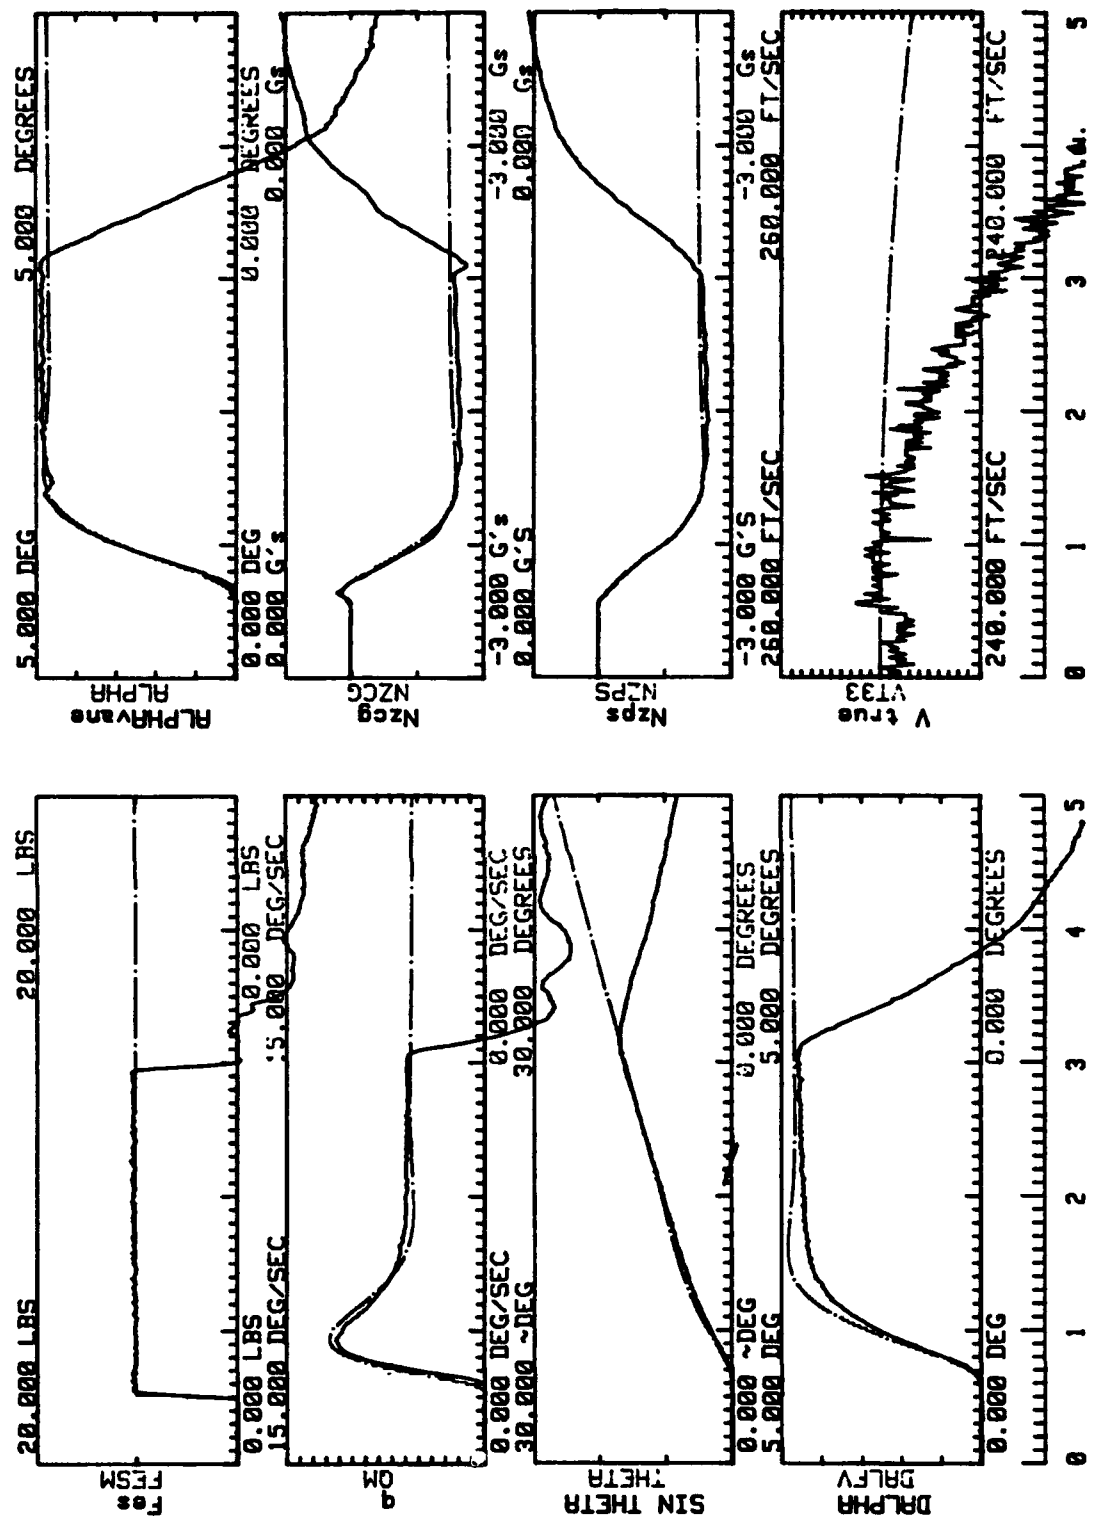 5.000 DEG
5.000 DEGREES
ALPHAvane
ALPHA
0.000 DEG
0.000 DEGREES
0.000 G's
0.000 Gs
Nzcg
NZCG
-3.000 G's
-3.000 Gs
0.000 G'S
0.000 Gs
Nzps
NZPS
-3.000 G'S
-3.000 Gs
260.000 FT/SEC
260.000 FT/SEC
V true
VT33
240.000 FT/SEC
240.000 FT/SEC
0 1 2 3 5
20.000 LBS
20.000 LBS
Fes
FESM
0.000 LBS
0.000 LBS
15.000 DEG/SEC
15.000 DEG/SEC
q
QM
0.000 DEG/SEC
0.000 DEG/SEC
30.000 ~DEG
30.000 DEGREES
SIN THETA
THETA
0.000 ~DEG
0.000 DEGREES
5.000 DEG
5.000 DEGREES
DALPHA
DALFV
0.000 DEG
0.000 DEGREES
0 1 2 3 4 5